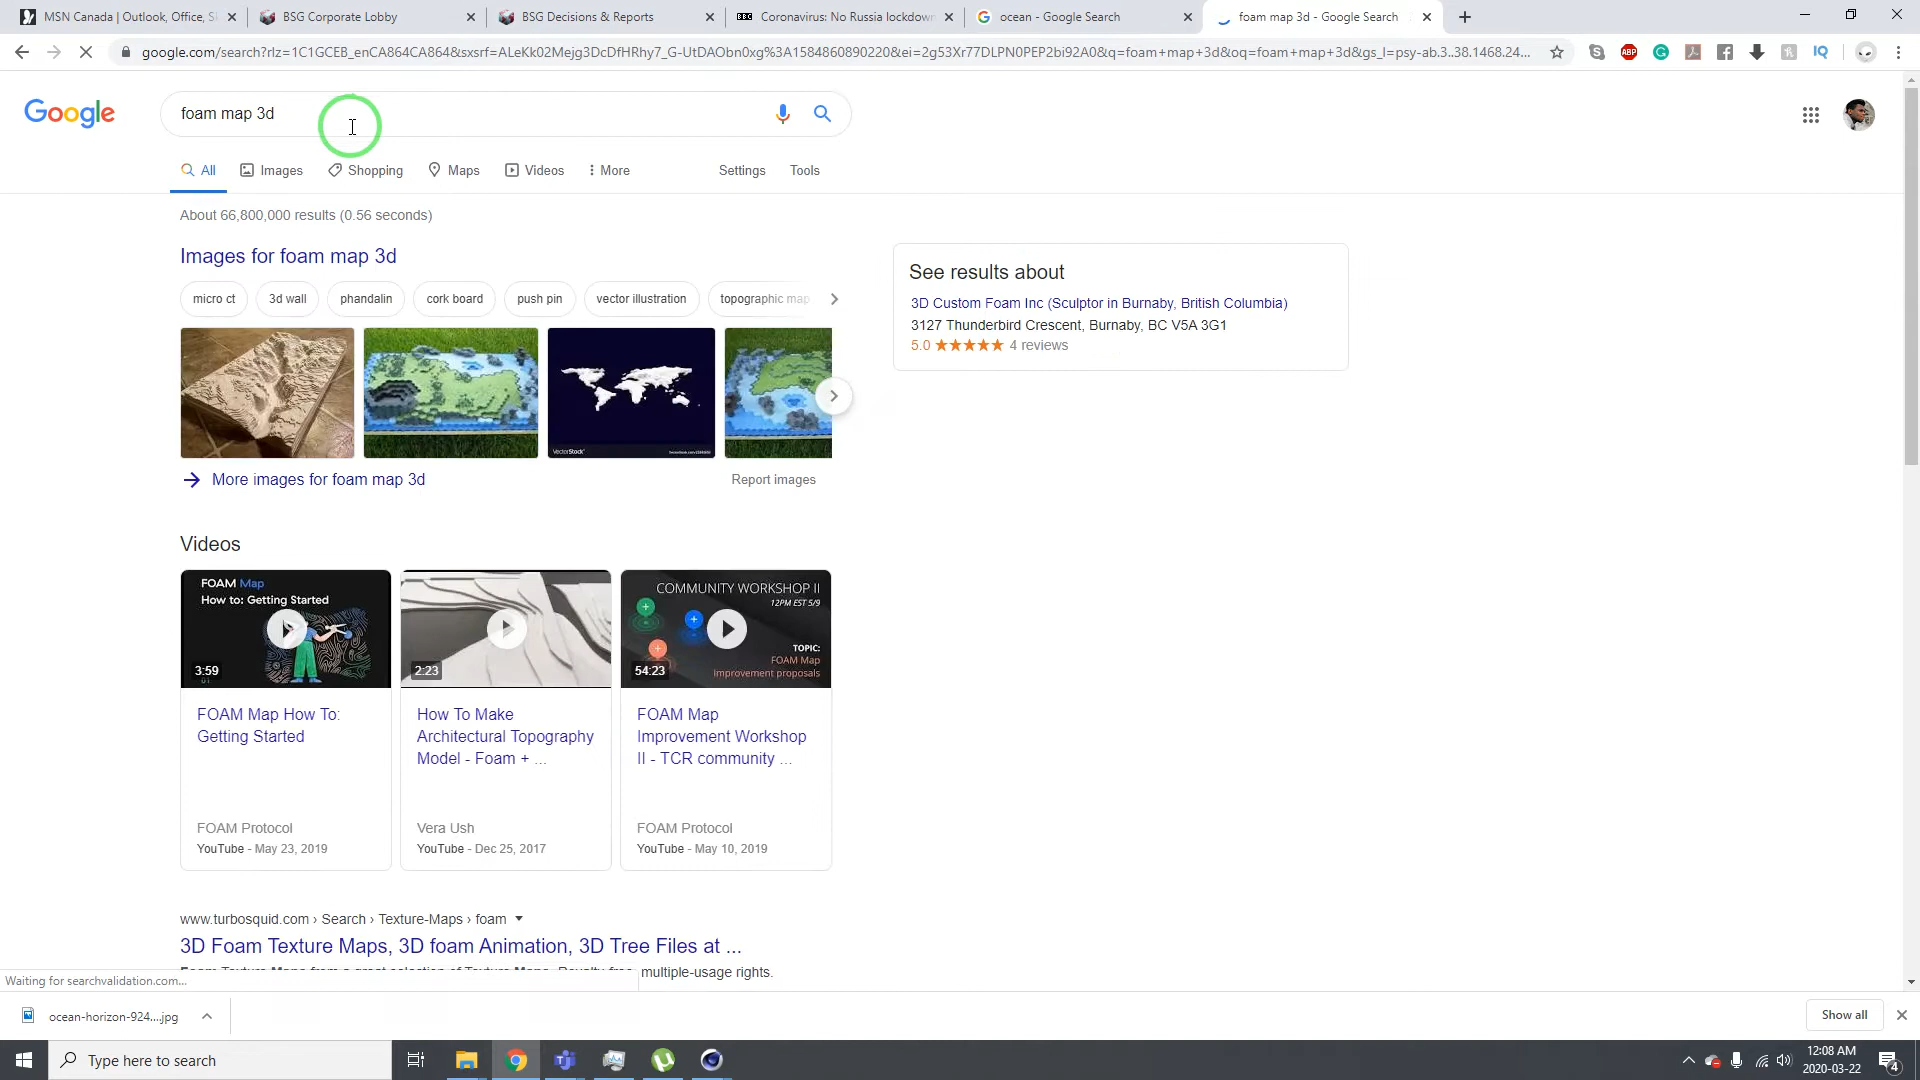 MSN Canada | Outlook, Office, Sk
BSG Corporate Lobby
BSG Decisions & Reports
BBC Coronavirus: No Russia lockdown
ocean - Google Search
foam map 3d - Google Search
google.com/search?rlz=1C1GCEB_enCA864CA864&sxsrf=ALeKk02Mejg3DcDfHRhy7_G-UtDAObn0xg%3A1584860890220&ei=2g53Xr77DLPN0PEP2bi92A0&q=foam+map+3d&oq=foam+map+3d&gs_l=psy-ab.3..38.1468.24...
ABP
IQ
Google
foam map 3d
All
Images
Shopping
Maps
Videos
More
Settings
Tools
About 66,800,000 results (0.56 seconds)
Images for foam map 3d
micro ct
3d wall
phandalin
cork board
push pin
vector illustration
topographic map
VectorStock
More images for foam map 3d
Report images
See results about
3D Custom Foam Inc (Sculptor in Burnaby, British Columbia)
3127 Thunderbird Crescent, Burnaby, BC V5A 3G1
5.0 ★★★★★ 4 reviews
Videos
FOAM Map
How to: Getting Started
3:59
2:23
COMMUNITY WORKSHOP II
12PM EST 5/9
TOPIC:
FOAM Map
improvement proposals
54:23
FOAM Map How To:
Getting Started
FOAM Protocol
YouTube - May 23, 2019
How To Make
Architectural Topography
Model - Foam + ...
Vera Ush
YouTube - Dec 25, 2017
FOAM Map
Improvement Workshop
II - TCR community ...
FOAM Protocol
YouTube - May 10, 2019
www.turbosquid.com › Search › Texture-Maps › foam
3D Foam Texture Maps, 3D foam Animation, 3D Tree Files at ...
multiple-usage rights.
Waiting for searchvalidation.com...
ocean-horizon-924....jpg
Show all
Type here to search
12:08 AM
2020-03-22
4